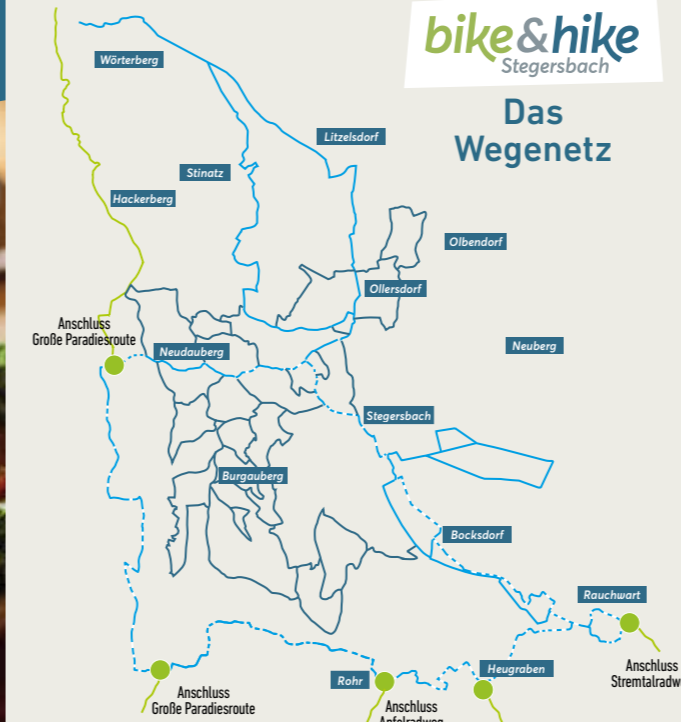 bike&hike
Stegersbach
Das
Wegenetz
Wörterberg
Litzelsdorf
Stinatz
Hackerberg
Olbendorf
Ollersdorf
Anschluss
Große Paradiesroute
Neudauberg
Neuberg
Stegersbach
Burgauberg
Bocksdorf
Rauchwart
Anschluss
Heugraben
Rohr
Anschluss
Große Paradiesroute
Anschluss